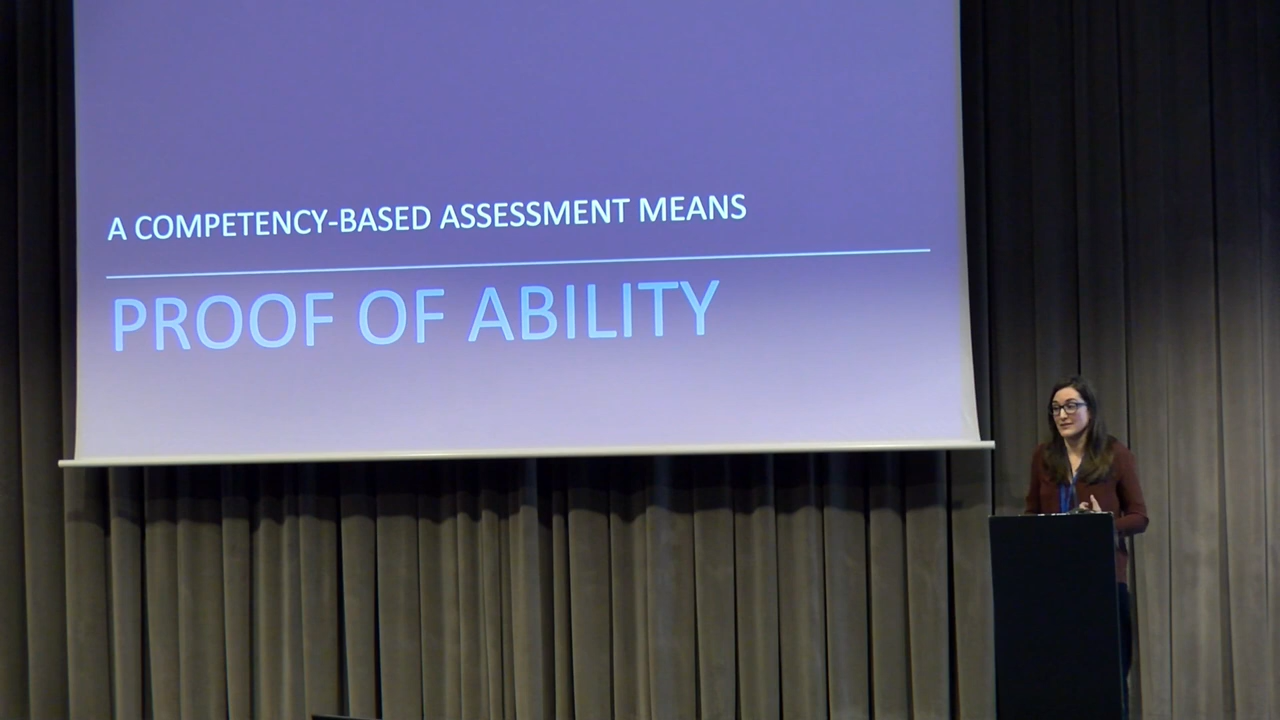 A COMPETENCY-BASED ASSESSMENT MEANS
PROOF OF ABILITY